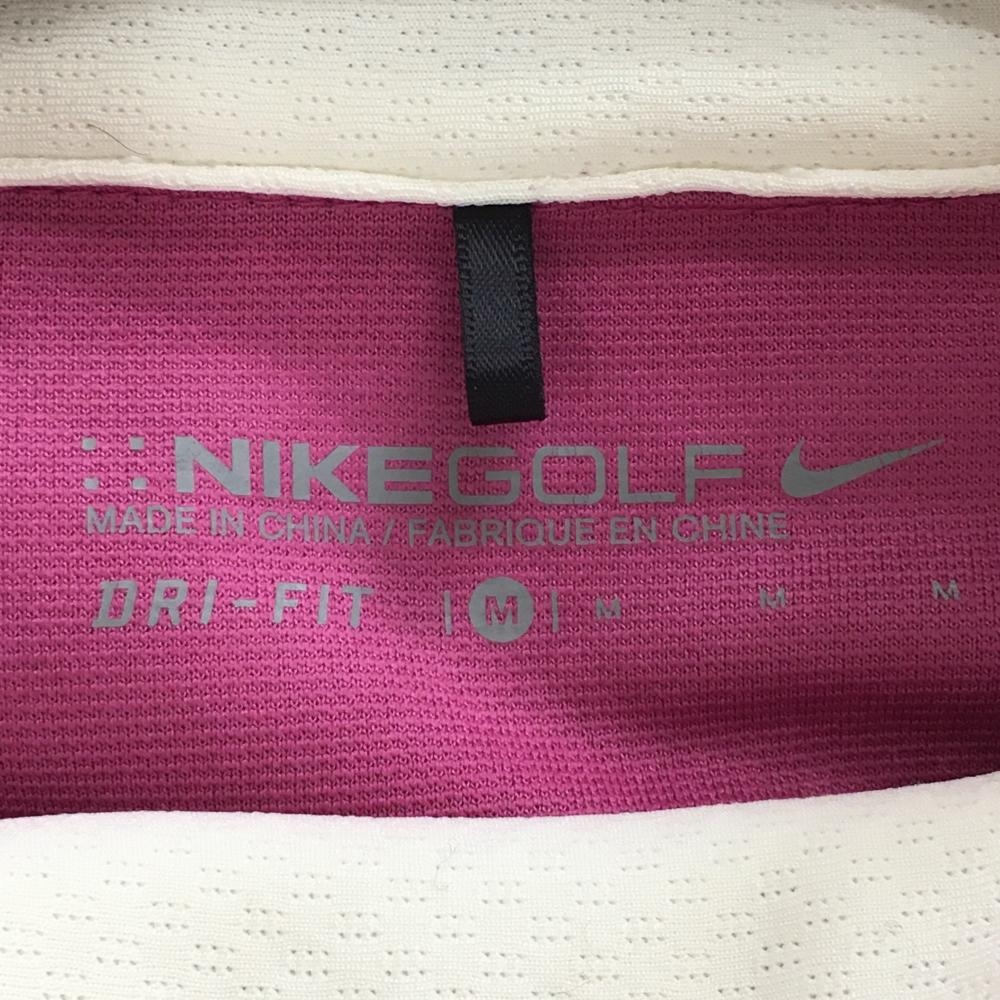 NIKEGOLF
MADE IN CHINA / FABRIQUE EN CHINE
DRI-FIT | M | M M M